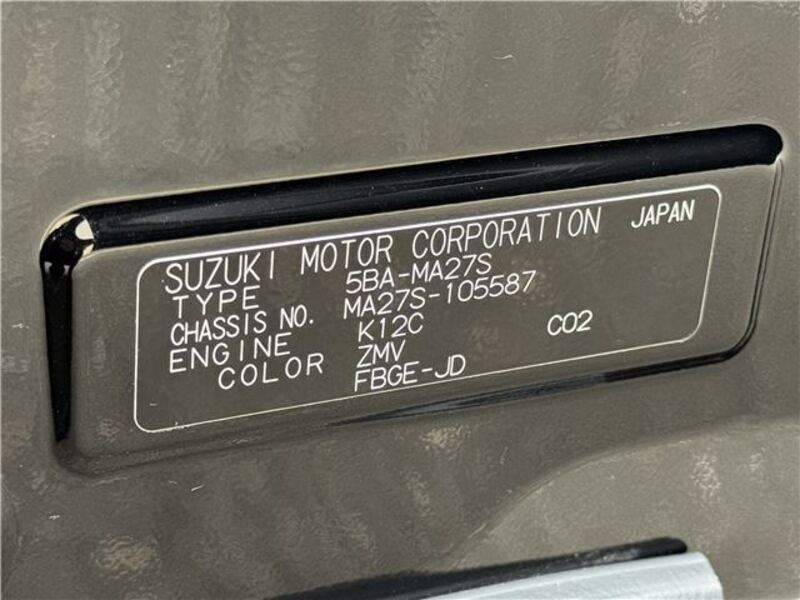 SUZUKI MOTOR CORPORATION JAPAN
TYPE 5BA-MA27S
CHASSIS NO. MA27S-105587
ENGINE K12C C02
COLOR ZMV
FBGE-JD